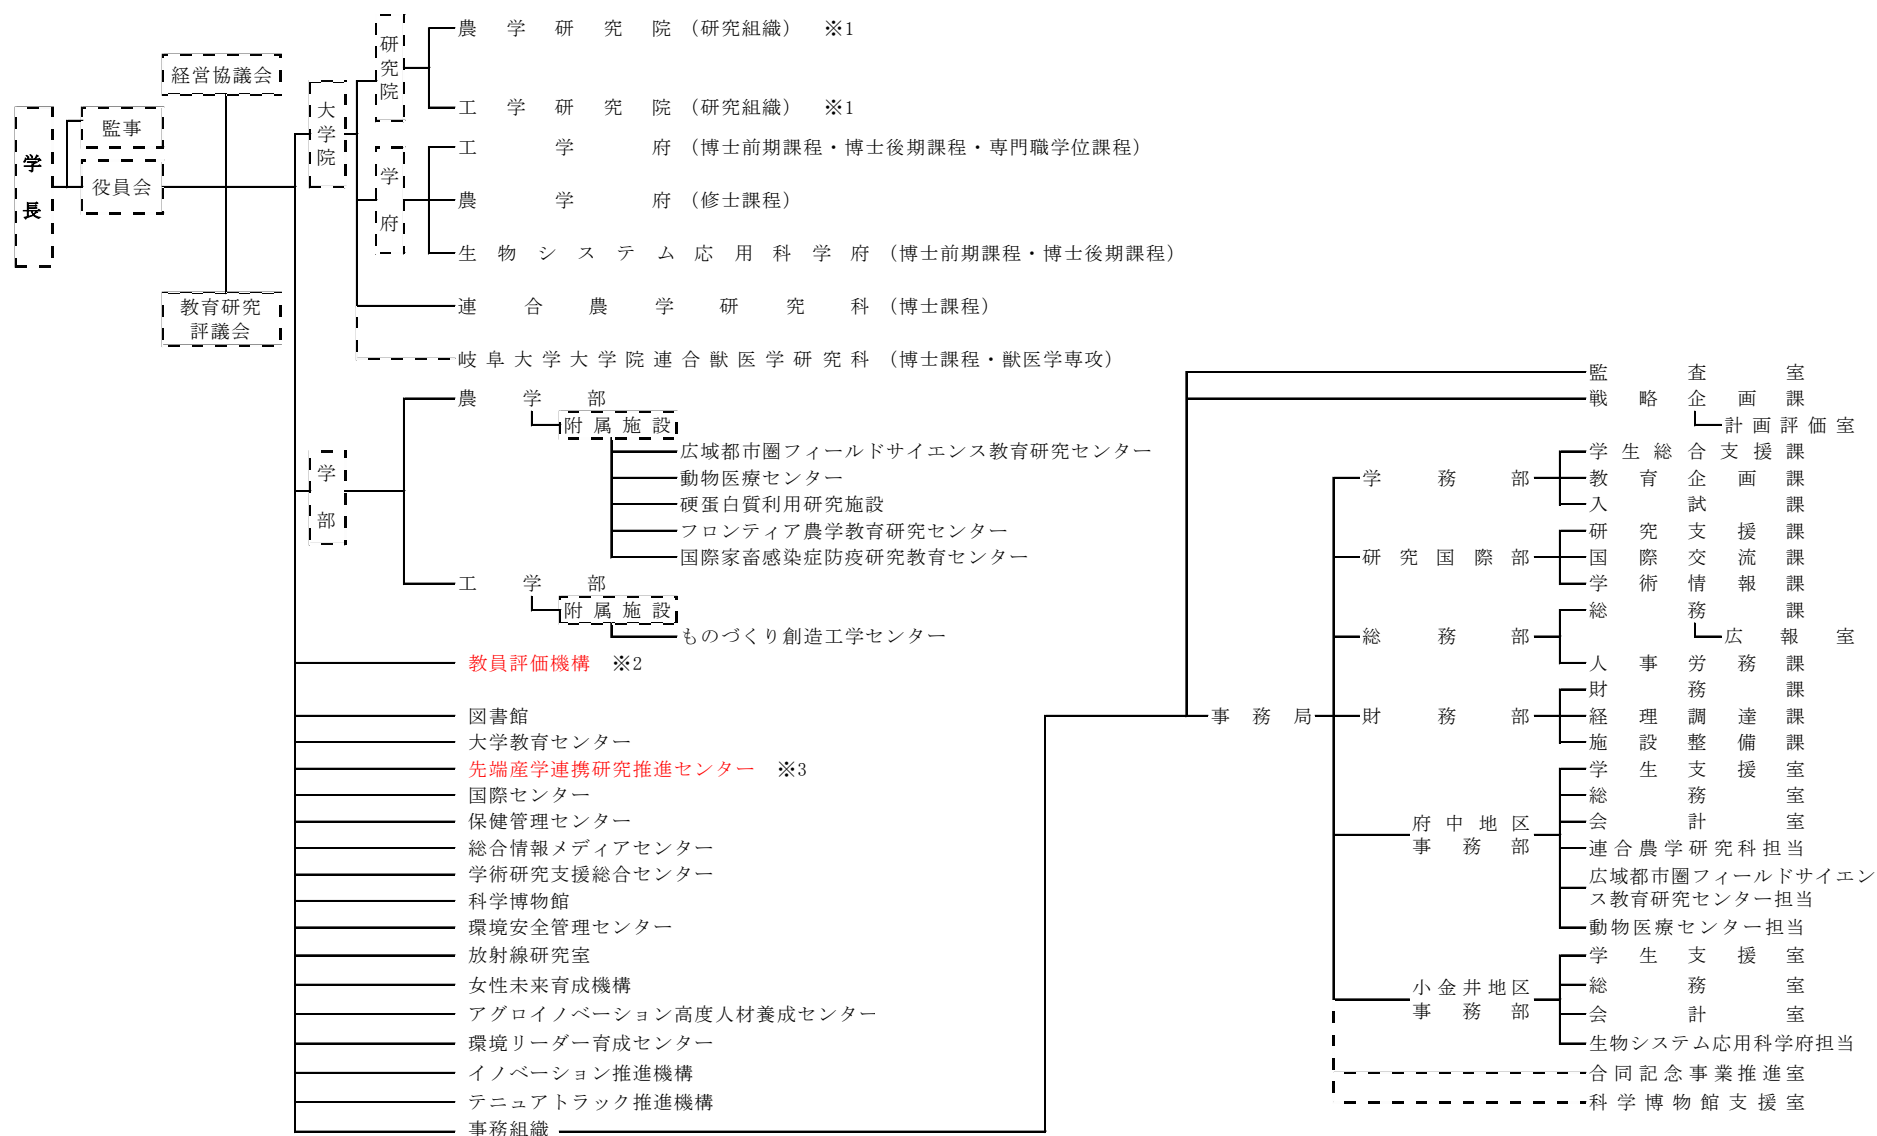 学長
監事
役員会
経営協議会
教育研究
評議会
大学院
研究院
農学研究院 (研究組織) ※1
工学研究院 (研究組織) ※1
学府
工学府 (博士前期課程・博士後期課程・専門職学位課程)
農学府 (修士課程)
生物システム応用科学府 (博士前期課程・博士後期課程)
連合農学研究科 (博士課程)
岐阜大学大学院連合獣医学研究科 (博士課程・獣医学専攻)
学部
農学部
附属施設
広域都市圏フィールドサイエンス教育研究センター
動物医療センター
硬蛋白質利用研究施設
フロンティア農学教育研究センター
国際家畜感染症防疫研究教育センター
工学部
附属施設
ものづくり創造工学センター
教員評価機構 ※2
図書館
大学教育センター
先端産学連携研究推進センター ※3
国際センター
保健管理センター
総合情報メディアセンター
学術研究支援総合センター
科学博物館
環境安全管理センター
放射線研究室
女性未来育成機構
アグロイノベーション高度人材養成センター
環境リーダー育成センター
イノベーション推進機構
テニュアトラック推進機構
事務組織
監査室
戦略企画課
計画評価室
事務局
学務部
学生総合支援課
教育企画課
入試課
研究国際部
研究支援課
国際交流課
学術情報課
総務部
総務課
広報室
人事労務課
財務部
財務課
経理調達課
施設整備課
府中地区
事務部
学生支援室
総務室
会計室
連合農学研究科担当
広域都市圏フィールドサイエン
ス教育研究センター担当
動物医療センター担当
小金井地区
事務部
学生支援室
総務室
会計室
生物システム応用科学府担当
合同記念事業推進室
科学博物館支援室